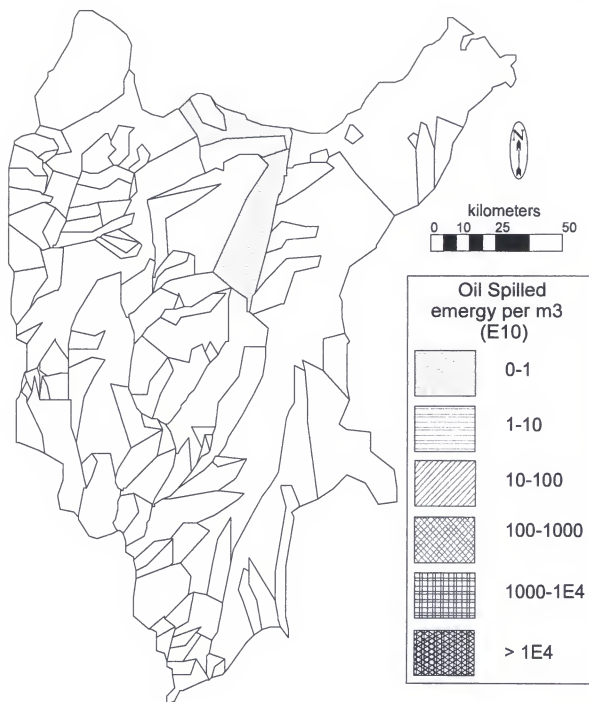 N
kilometers
0 10 25 50
Oil Spilled
emergy per m3
(E10)
0-1
1-10
10-100
100-1000
1000-1E4
> 1E4